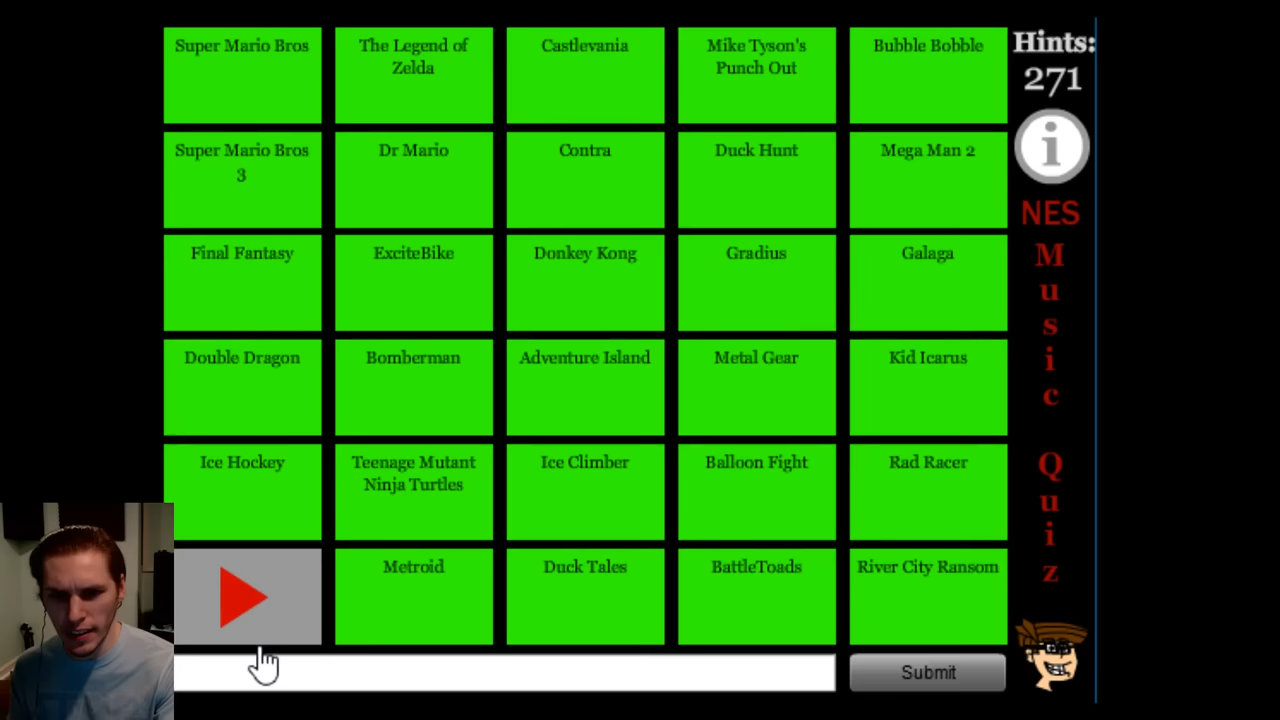 Super Mario Bros
The Legend of
Zelda
Castlevania
Mike Tyson's
Punch Out
Bubble Bobble
Super Mario Bros
3
Dr Mario
Contra
Duck Hunt
Mega Man 2
Final Fantasy
ExciteBike
Donkey Kong
Gradius
Galaga
Double Dragon
Bomberman
Adventure Island
Metal Gear
Kid Icarus
Ice Hockey
Teenage Mutant
Ninja Turtles
Ice Climber
Balloon Fight
Rad Racer
Metroid
Duck Tales
BattleToads
River City Ransom
Submit
Hints:
271
i
NES
M
u
s
i
c
Q
u
i
z